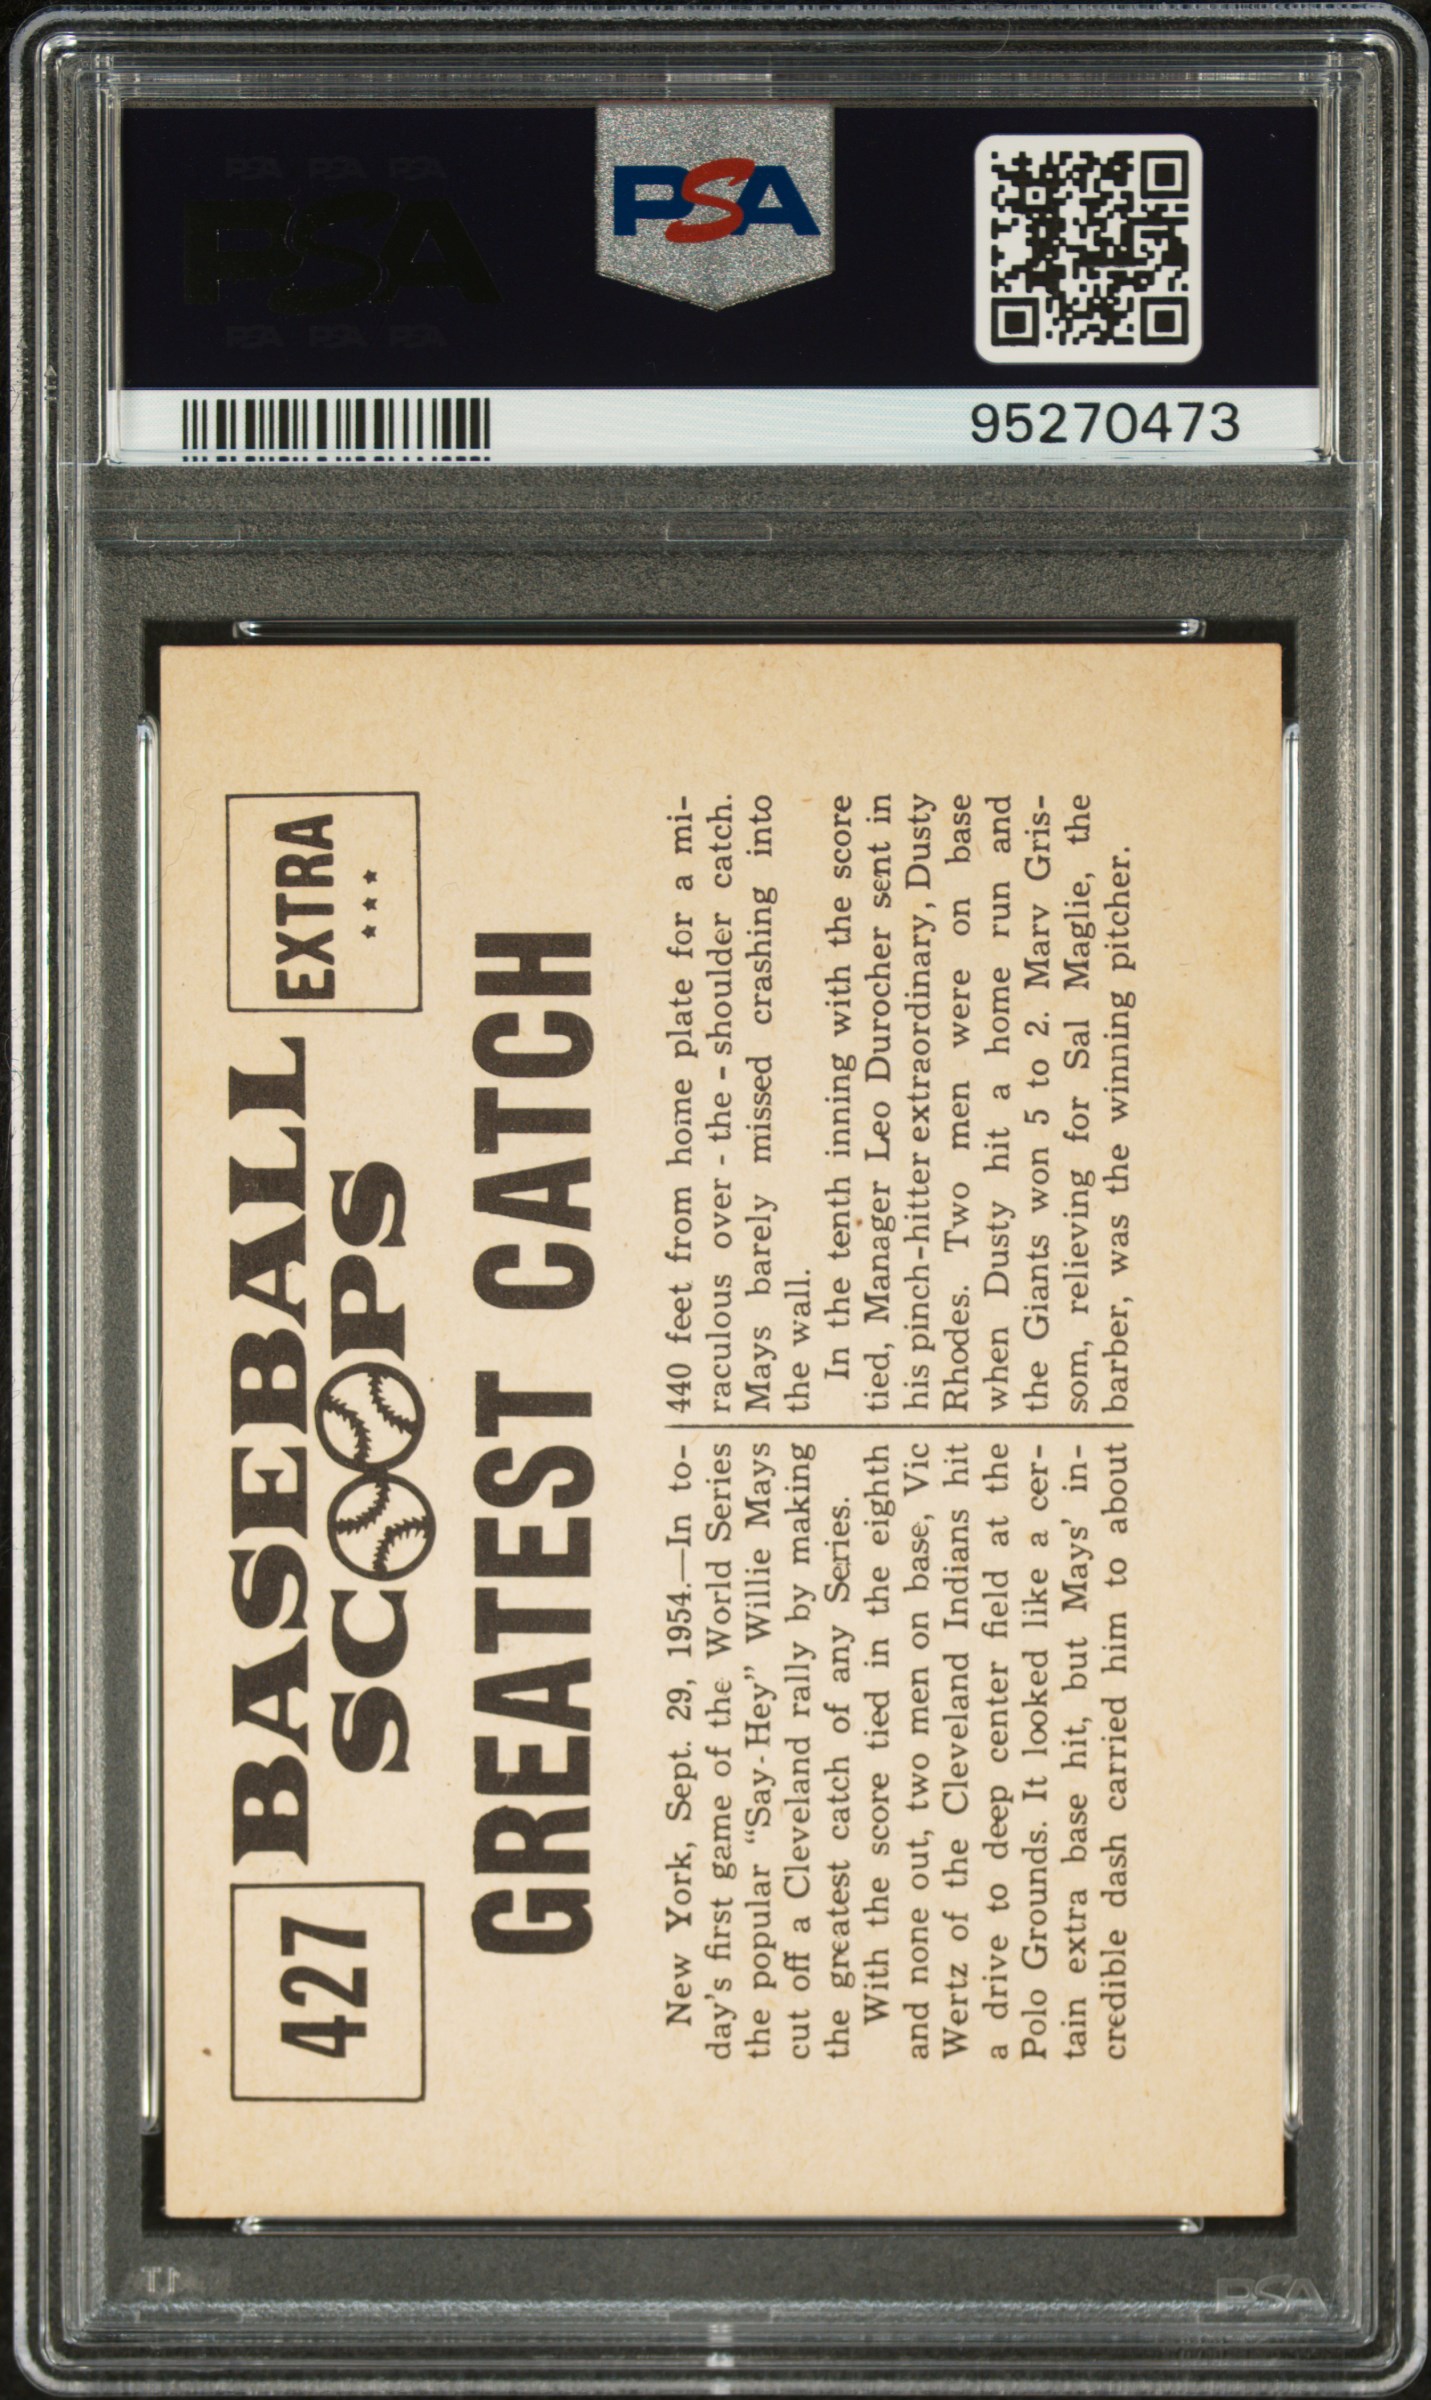 PSA PSA PSA
PSA
PSA PSA PSA
PSA
95270473
427
BASEBALL
SCOOPS
EXTRA
GREATEST CATCH
New York, Sept. 29, 1954.—In to-
day's first game of the World Series
the popular “Say-Hey” Willie Mays
cut off a Cleveland rally by making
the greatest catch of any Series.
With the score tied in the eighth
and none out, two men on base, Vic
Wertz of the Cleveland Indians hit
a drive to deep center field at the
Polo Grounds. It looked like a cer-
tain extra base hit, but Mays' in-
credible dash carried him to about
440 feet from home plate for a mi-
raculous over-the-shoulder catch.
Mays barely missed crashing into
the wall.
In the tenth inning with the score
tied, Manager Leo Durocher sent in
his pinch-hitter extraordinary, Dusty
Rhodes. Two men were on base
when Dusty hit a home run and
the Giants won 5 to 2. Marv Gris-
som, relieving for Sal Maglie, the
barber, was the winning pitcher.
PSA